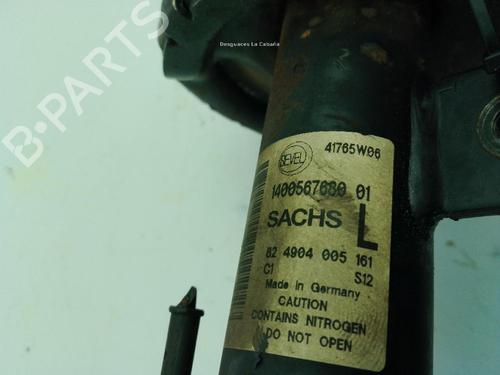 Desguaces La Cabaña
B-PARTS
SEVEL
41765W06
1400567680 01
SACHS L
82 4904 005 161
C1 S12
Made in Germany
CAUTION
CONTAINS NITROGEN
DO NOT OPEN